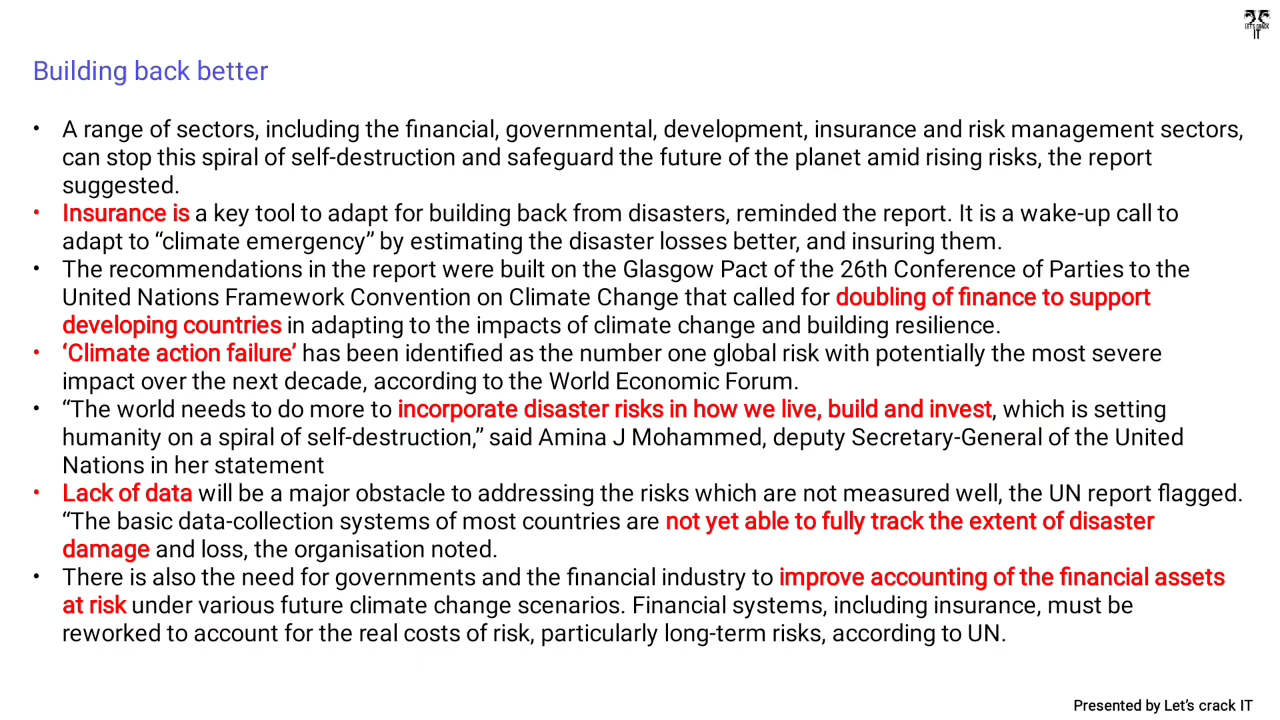 LET'S CRACK
IT
Building back better
• A range of sectors, including the financial, governmental, development, insurance and risk management sectors,
can stop this spiral of self-destruction and safeguard the future of the planet amid rising risks, the report
suggested.
• Insurance is a key tool to adapt for building back from disasters, reminded the report. It is a wake-up call to
adapt to “climate emergency” by estimating the disaster losses better, and insuring them.
• The recommendations in the report were built on the Glasgow Pact of the 26th Conference of Parties to the
United Nations Framework Convention on Climate Change that called for doubling of finance to support
developing countries in adapting to the impacts of climate change and building resilience.
• ‘Climate action failure’ has been identified as the number one global risk with potentially the most severe
impact over the next decade, according to the World Economic Forum.
• “The world needs to do more to incorporate disaster risks in how we live, build and invest, which is setting
humanity on a spiral of self-destruction,” said Amina J Mohammed, deputy Secretary-General of the United
Nations in her statement
• Lack of data will be a major obstacle to addressing the risks which are not measured well, the UN report flagged.
“The basic data-collection systems of most countries are not yet able to fully track the extent of disaster
damage and loss, the organisation noted.
• There is also the need for governments and the financial industry to improve accounting of the financial assets
at risk under various future climate change scenarios. Financial systems, including insurance, must be
reworked to account for the real costs of risk, particularly long-term risks, according to UN.
Presented by Let’s crack IT